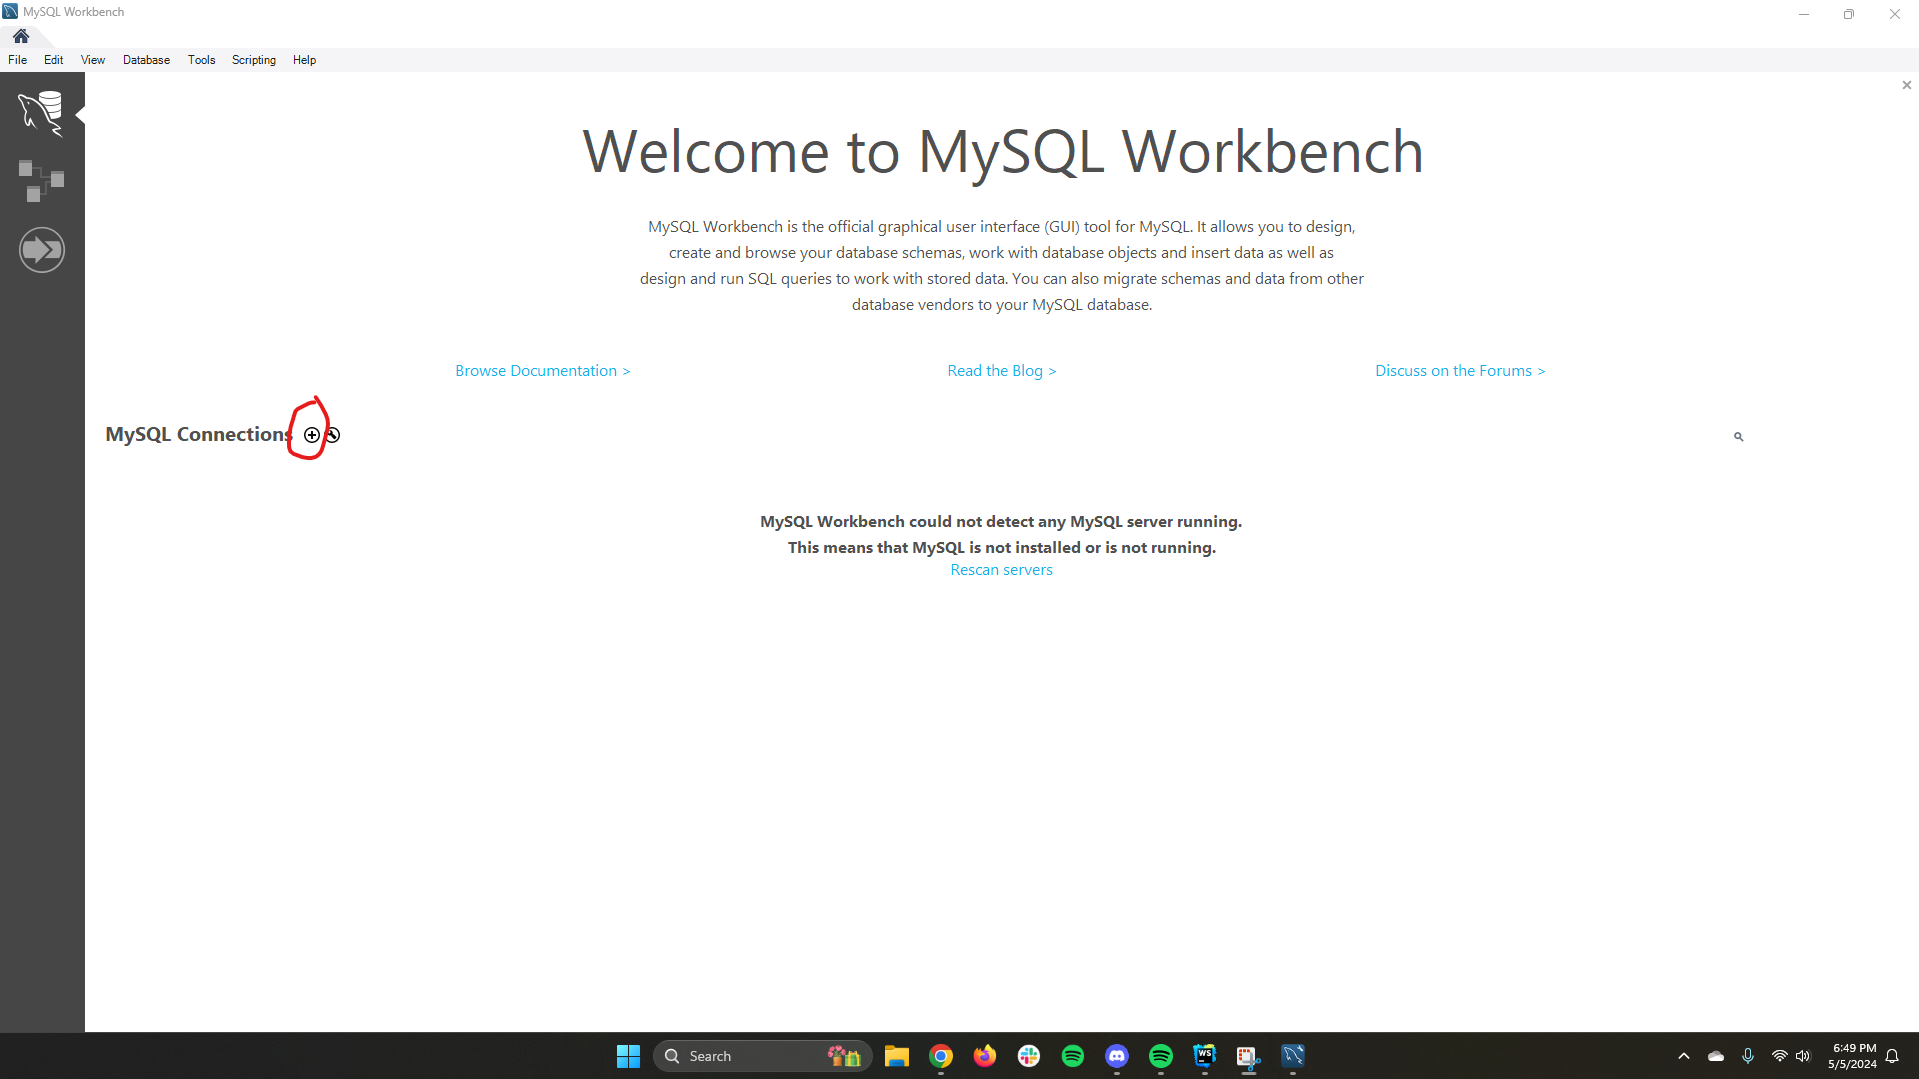 MySQL Workbench
File Edit View Database Tools Scripting Help
Welcome to MySQL Workbench
MySQL Workbench is the official graphical user interface (GUI) tool for MySQL. It allows you to design,
create and browse your database schemas, work with database objects and insert data as well as
design and run SQL queries to work with stored data. You can also migrate schemas and data from other
database vendors to your MySQL database.
Browse Documentation > Read the Blog > Discuss on the Forums >
MySQL Connections
MySQL Workbench could not detect any MySQL server running.
This means that MySQL is not installed or is not running.
Rescan servers
Search
WS
6:49 PM
5/5/2024